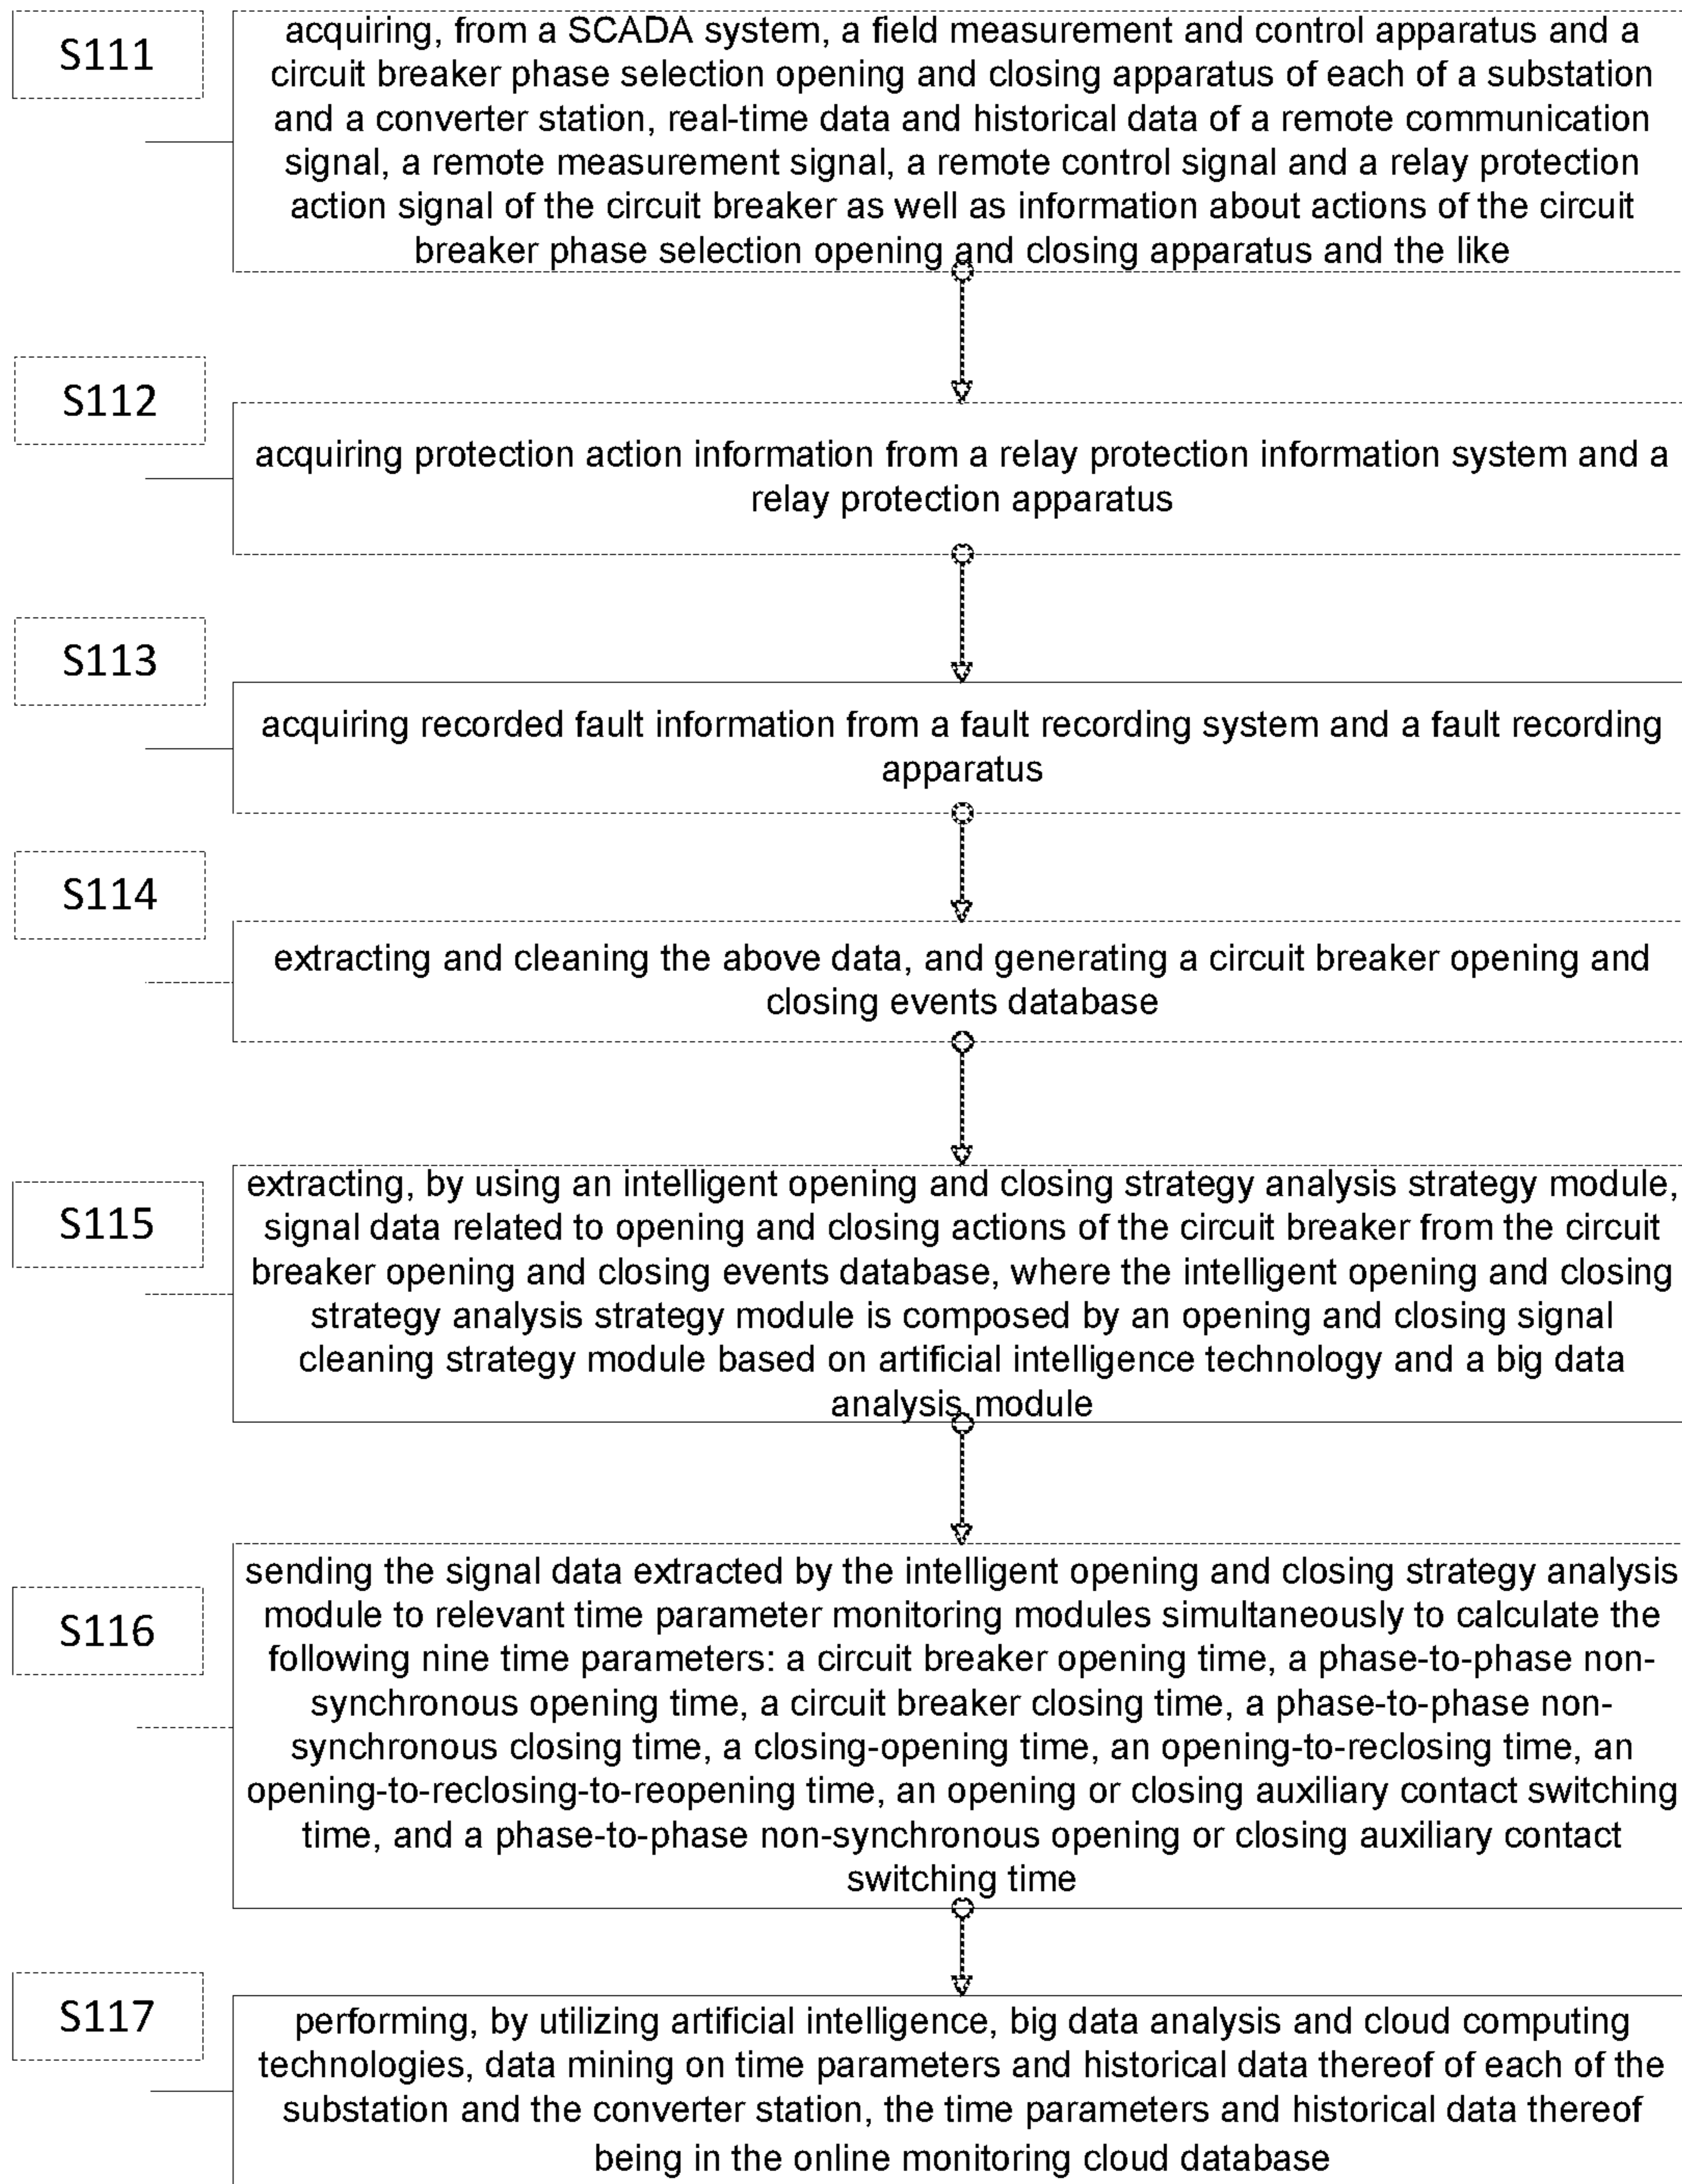 S111
acquiring, from a SCADA system, a field measurement and control apparatus and a
circuit breaker phase selection opening and closing apparatus of each of a substation
and a converter station, real-time data and historical data of a remote communication
signal, a remote measurement signal, a remote control signal and a relay protection
action signal of the circuit breaker as well as information about actions of the circuit
breaker phase selection opening and closing apparatus and the like
S112
acquiring protection action information from a relay protection information system and a
relay protection apparatus
S113
acquiring recorded fault information from a fault recording system and a fault recording
apparatus
S114
extracting and cleaning the above data, and generating a circuit breaker opening and
closing events database
S115
extracting, by using an intelligent opening and closing strategy analysis strategy module,
signal data related to opening and closing actions of the circuit breaker from the circuit
breaker opening and closing events database, where the intelligent opening and closing
strategy analysis strategy module is composed by an opening and closing signal
cleaning strategy module based on artificial intelligence technology and a big data
analysis module
S116
sending the signal data extracted by the intelligent opening and closing strategy analysis
module to relevant time parameter monitoring modules simultaneously to calculate the
following nine time parameters: a circuit breaker opening time, a phase-to-phase non-
synchronous opening time, a circuit breaker closing time, a phase-to-phase non-
synchronous closing time, a closing-opening time, an opening-to-reclosing time, an
opening-to-reclosing-to-reopening time, an opening or closing auxiliary contact switching
time, and a phase-to-phase non-synchronous opening or closing auxiliary contact
switching time
S117
performing, by utilizing artificial intelligence, big data analysis and cloud computing
technologies, data mining on time parameters and historical data thereof of each of the
substation and the converter station, the time parameters and historical data thereof
being in the online monitoring cloud database